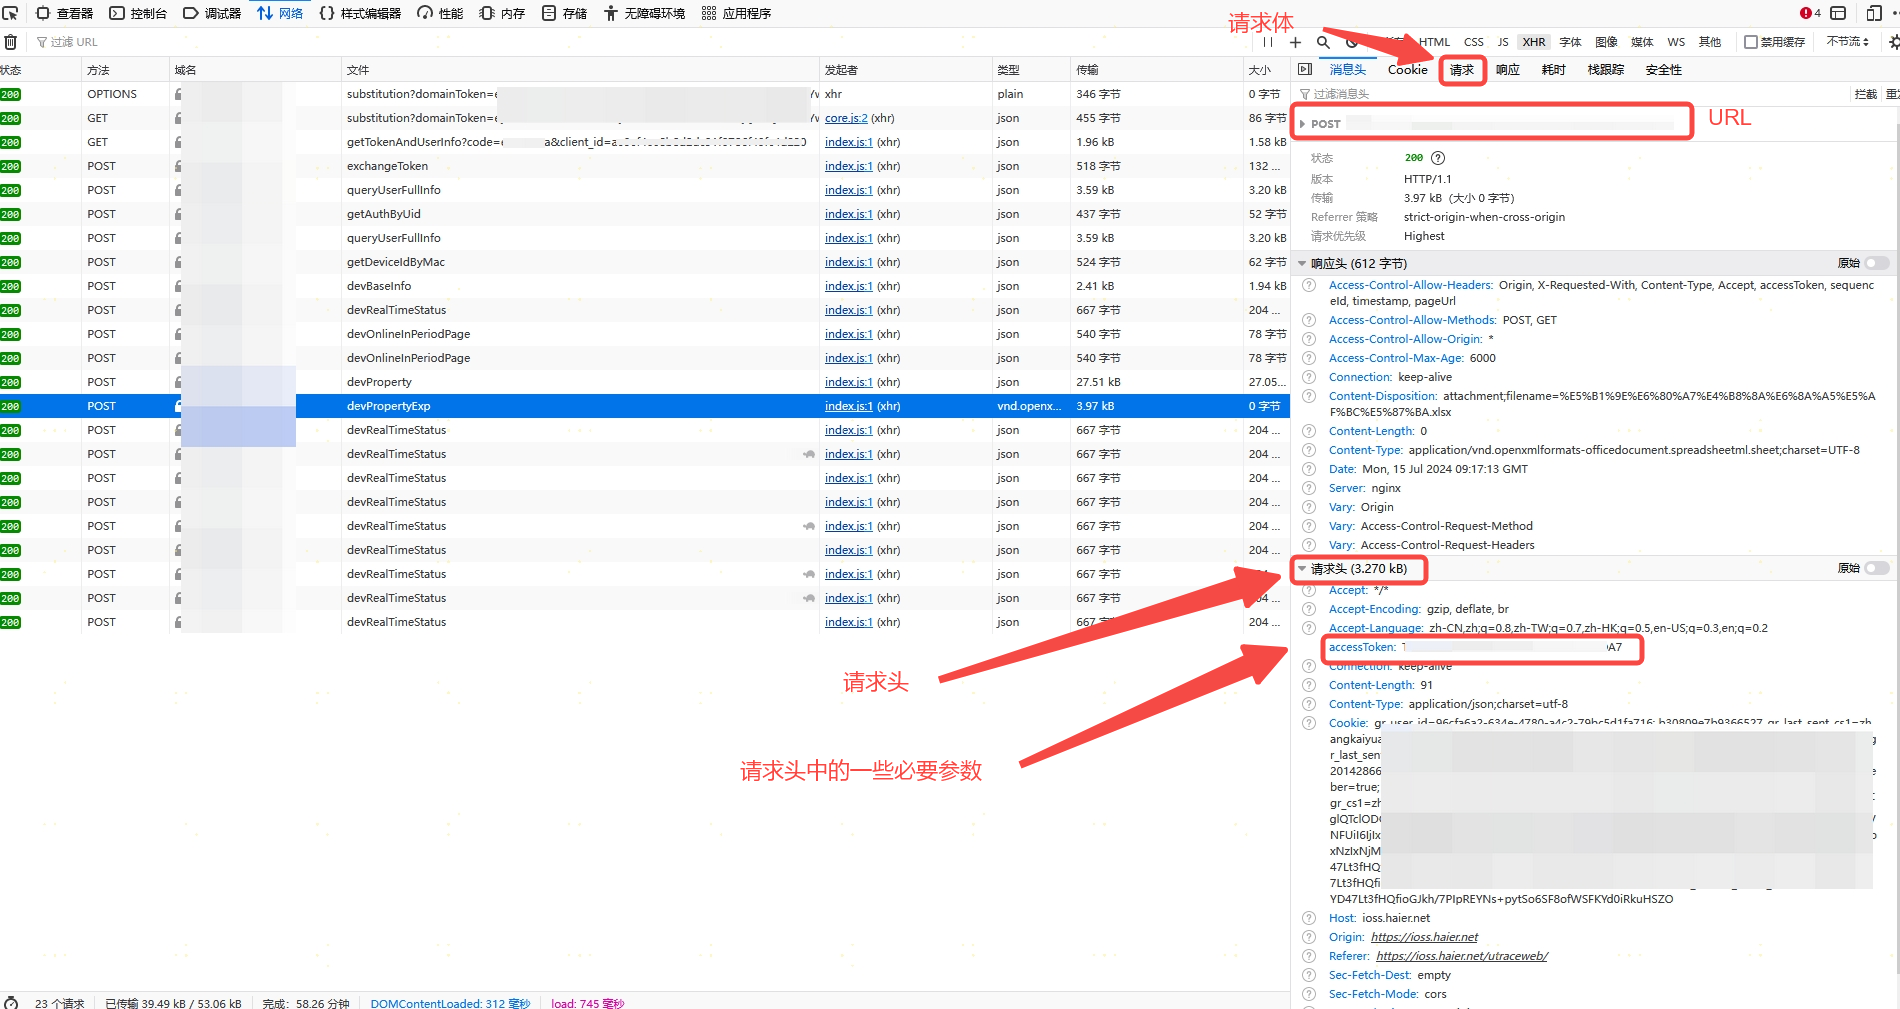 查看器 控制台 调试器 网络 样式编辑器 性能 内存 存储 无障碍环境 应用程序 4
请求体
过滤 URL
HTML CSS JS XHR 字体 图像 媒体 WS 其他 禁用缓存 不节流
状态 方法 域名 文件 发起者 类型 传输 大小
200 OPTIONS substitution?domainToken= xhr plain 346 字节 0 字节
200 GET substitution?domainToken= core.js:2 (xhr) json 455 字节 86 字节
200 GET getTokenAndUserInfo?code= a&client_id= index.js:1 (xhr) json 1.96 kB 1.58 kB
200 POST exchangeToken index.js:1 (xhr) json 518 字节 132 ...
200 POST queryUserFullInfo index.js:1 (xhr) json 3.59 kB 3.20 kB
200 POST getAuthByUid index.js:1 (xhr) json 437 字节 52 字节
200 POST queryUserFullInfo index.js:1 (xhr) json 3.59 kB 3.20 kB
200 POST getDeviceIdByMac index.js:1 (xhr) json 524 字节 62 字节
200 POST devBaseInfo index.js:1 (xhr) json 2.41 kB 1.94 kB
200 POST devRealTimeStatus index.js:1 (xhr) json 667 字节 204 ...
200 POST devOnlineInPeriodPage index.js:1 (xhr) json 540 字节 78 字节
200 POST devOnlineInPeriodPage index.js:1 (xhr) json 540 字节 78 字节
200 POST devProperty index.js:1 (xhr) json 27.51 kB 27.05...
200 POST devPropertyExp index.js:1 (xhr) vnd.openx... 3.97 kB 0 字节
200 POST devRealTimeStatus index.js:1 (xhr) json 667 字节 204 ...
200 POST devRealTimeStatus index.js:1 (xhr) json 667 字节 204 ...
200 POST devRealTimeStatus index.js:1 (xhr) json 667 字节 204 ...
200 POST devRealTimeStatus index.js:1 (xhr) json 667 字节 204 ...
200 POST devRealTimeStatus index.js:1 (xhr) json 667 字节 204 ...
200 POST devRealTimeStatus index.js:1 (xhr) json 667 字节 204 ...
200 POST devRealTimeStatus index.js:1 (xhr) json 667 字节
200 POST devRealTimeStatus index.js:1 (xhr) json 667 字节
200 POST devRealTimeStatus index.js:1 (xhr) json 667 字节 204 ...
请求头
请求头中的一些必要参数
23 个请求 已传输 39.49 kB / 53.06 kB 完成：58.26 分钟 DOMContentLoaded: 312 毫秒 load: 745 毫秒
消息头 Cookie 请求 响应 耗时 栈跟踪 安全性
过滤消息头 拦截
POST
URL
状态 200
版本 HTTP/1.1
传输 3.97 kB (大小 0 字节)
Referrer 策略 strict-origin-when-cross-origin
请求优先级 Highest
响应头 (612 字节) 原始
Access-Control-Allow-Headers: Origin, X-Requested-With, Content-Type, Accept, accessToken, sequenc
eId, timestamp, pageUrl
Access-Control-Allow-Methods: POST, GET
Access-Control-Allow-Origin: *
Access-Control-Max-Age: 6000
Connection: keep-alive
Content-Disposition: attachment;filename=%E5%B1%9E%E6%80%A7%E4%B8%8A%E6%8A%A5%E5%A
F%BC%E5%87%BA.xlsx
Content-Length: 0
Content-Type: application/vnd.openxmlformats-officedocument.spreadsheetml.sheet;charset=UTF-8
Date: Mon, 15 Jul 2024 09:17:13 GMT
Server: nginx
Vary: Origin
Vary: Access-Control-Request-Method
Vary: Access-Control-Request-Headers
请求头 (3.270 kB) 原始
Accept: */*
Accept-Encoding: gzip, deflate, br
Accept-Language: zh-CN,zh;q=0.8,zh-TW;q=0.7,zh-HK;q=0.5,en-US;q=0.3,en;q=0.2
accessToken: A7
Connection: keep-alive
Content-Length: 91
Content-Type: application/json;charset=utf-8
Cookie: gr_user_id=96cfa6a2-634e-4780-a4c2-79bc5d1fa716; b30809e7b9366527_gr_last_sent_cs1=zh
angkaiyua
r_last_sen
20142866
ber=true;
gr_cs1=zh
glQTclOD
NFUiI6IjIx
xNzIxNjM
47Lt3fHQ
7Lt3fHQfi
YD47Lt3fHQfioGJkh/7PIpREYNs+pytSo6SF8ofWSFKYd0iRkuHSZO
Host: ioss.haier.net
Origin: https://ioss.haier.net
Referer: https://ioss.haier.net/utraceweb/
Sec-Fetch-Dest: empty
Sec-Fetch-Mode: cors